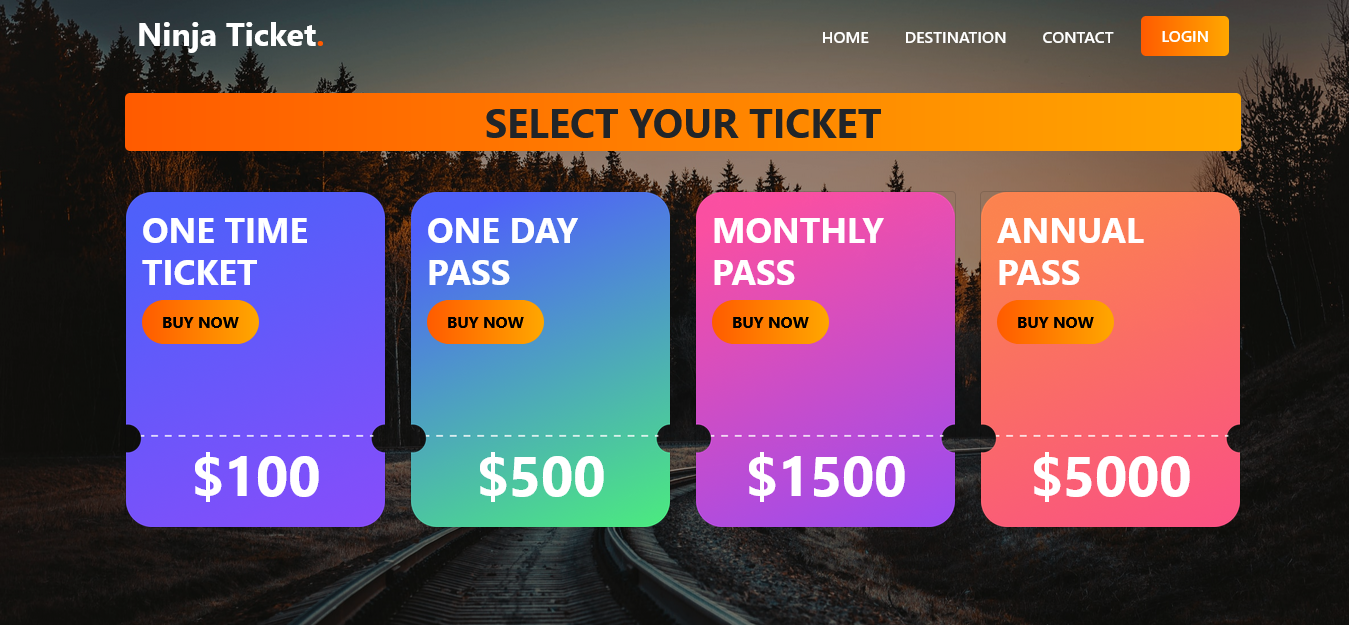 Ninja Ticket.
HOME DESTINATION CONTACT LOGIN
SELECT YOUR TICKET
ONE TIME
TICKET
BUY NOW
$100
ONE DAY
PASS
BUY NOW
$500
MONTHLY
PASS
BUY NOW
$1500
ANNUAL
PASS
BUY NOW
$5000